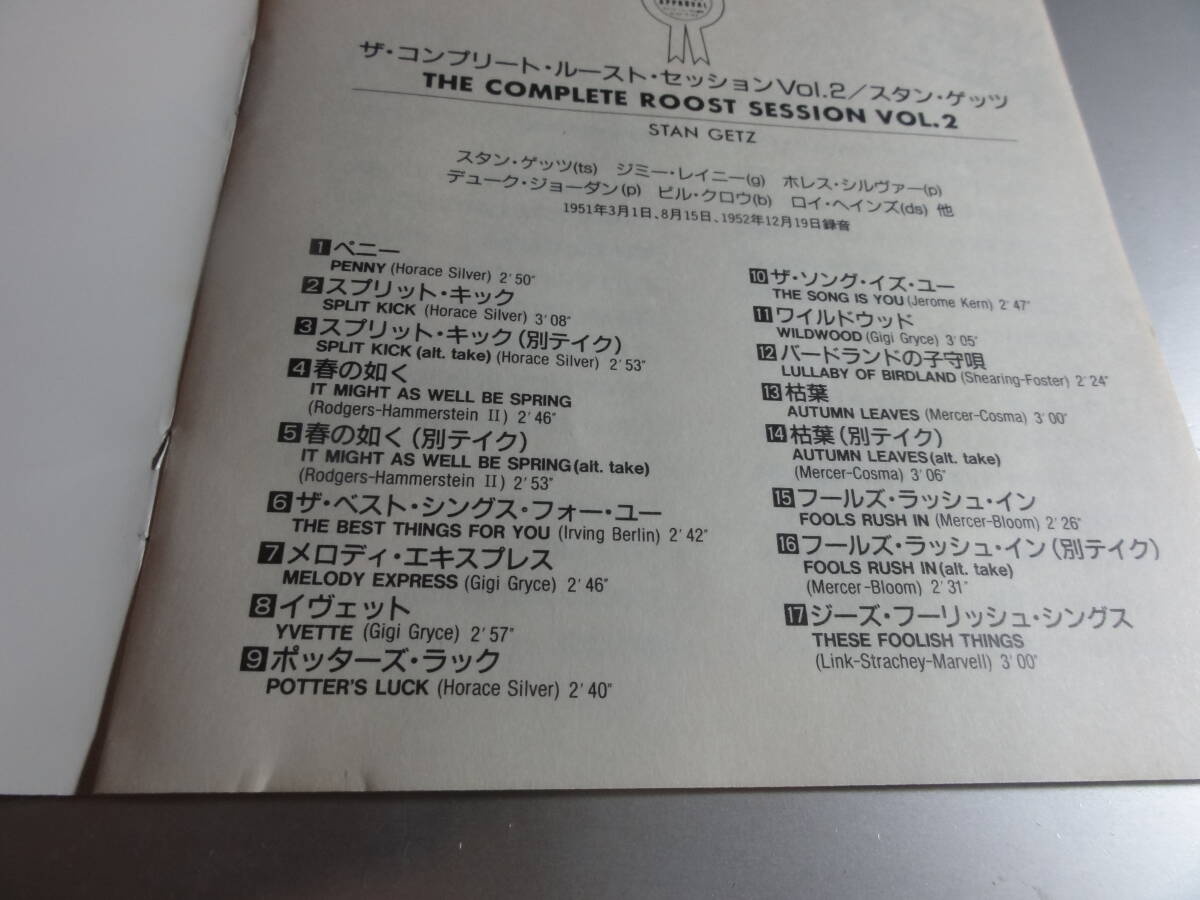 APPROVAL
ザ・コンプリート・ルースト・セッションVol.2／スタン・ゲッツ
THE COMPLETE ROOST SESSION VOL.2
STAN GETZ
スタン・ゲッツ(ts) ジミー・レイニー(g) ホレス・シルヴァー(p)
デューク・ジョーダン(p) ビル・クロウ(b) ロイ・ヘインズ(ds) 他
1951年3月1日、8月15日、1952年12月19日録音
1 ペニー
PENNY (Horace Silver) 2'50"
2 スプリット・キック
SPLIT KICK (Horace Silver) 3'08"
3 スプリット・キック（別テイク）
SPLIT KICK (alt. take) (Horace Silver) 2'53"
4 春の如く
IT MIGHT AS WELL BE SPRING
(Rodgers-Hammerstein II) 2'46"
5 春の如く（別テイク）
IT MIGHT AS WELL BE SPRING (alt. take)
(Rodgers-Hammerstein II) 2'53"
6 ザ・ベスト・シングス・フォー・ユー
THE BEST THINGS FOR YOU (Irving Berlin) 2'42"
7 メロディ・エキスプレス
MELODY EXPRESS (Gigi Gryce) 2'46"
8 イヴェット
YVETTE (Gigi Gryce) 2'57"
9 ポッターズ・ラック
POTTER'S LUCK (Horace Silver) 2'40"
10 ザ・ソング・イズ・ユー
THE SONG IS YOU (Jerome Kern) 2'47"
11 ワイルドウッド
WILDWOOD (Gigi Gryce) 3'05"
12 バードランドの子守唄
LULLABY OF BIRDLAND (Shearing-Foster) 2'24"
13 枯葉
AUTUMN LEAVES (Mercer-Cosma) 3'00"
14 枯葉（別テイク）
AUTUMN LEAVES (alt. take)
(Mercer-Cosma) 3'06"
15 フールズ・ラッシュ・イン
FOOLS RUSH IN (Mercer-Bloom) 2'26"
16 フールズ・ラッシュ・イン（別テイク）
FOOLS RUSH IN (alt. take)
(Mercer-Bloom) 2'31"
17 ジーズ・フーリッシュ・シングス
THESE FOOLISH THINGS
(Link-Strachey-Marvell) 3'00"